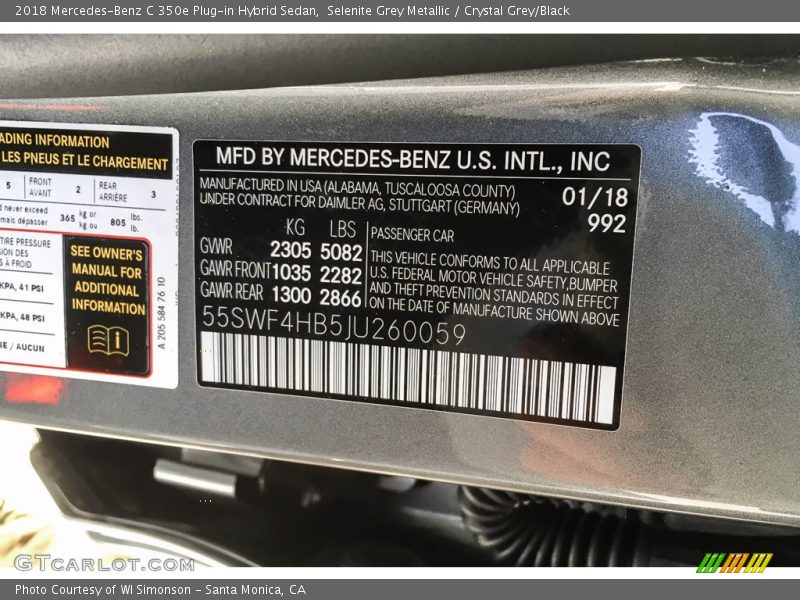 2018 Mercedes-Benz C 350e Plug-in Hybrid Sedan, Selenite Grey Metallic / Crystal Grey/Black
ADING INFORMATION
LES PNEUS ET LE CHARGEMENT
5 FRONT AVANT 2 REAR ARRIÈRE 3
never exceed
mais dépasser 365 kg or kg ou 805 lbs. lb.
TIRE PRESSURE
SION DES
À FROID
KPA, 41 PSI
KPA, 48 PSI
NE / AUCUN
SEE OWNER'S
MANUAL FOR
ADDITIONAL
INFORMATION
A 205 584 76 10
MFD BY MERCEDES-BENZ U.S. INTL., INC
MANUFACTURED IN USA (ALABAMA, TUSCALOOSA COUNTY)
UNDER CONTRACT FOR DAIMLER AG, STUTTGART (GERMANY)
01/18
992
KG LBS
GVWR 2305 5082
GAWR FRONT 1035 2282
GAWR REAR 1300 2866
PASSENGER CAR
THIS VEHICLE CONFORMS TO ALL APPLICABLE
U.S. FEDERAL MOTOR VEHICLE SAFETY,BUMPER
AND THEFT PREVENTION STANDARDS IN EFFECT
ON THE DATE OF MANUFACTURE SHOWN ABOVE
55SWF4HB5JU260059
GTCARLOT.COM
Photo Courtesy of WI Simonson - Santa Monica, CA